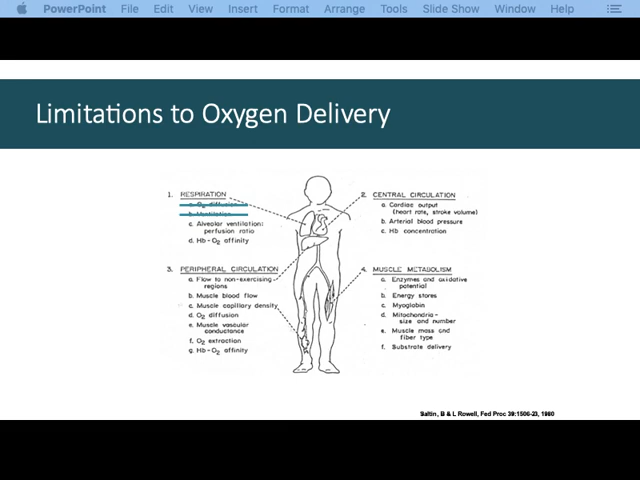 PowerPoint File Edit View Insert Format Arrange Tools Slide Show Window Help
Limitations to Oxygen Delivery
1. RESPIRATION
a. O₂ diffusion
b. Ventilation
c. Alveolar ventilation:
perfusion ratio
d. Hb-O₂ affinity
2. CENTRAL CIRCULATION
a. Cardiac output
(heart rate, stroke volume)
b. Arterial blood pressure
c. Hb concentration
3. PERIPHERAL CIRCULATION
a. Flow to non-exercising
regions
b. Muscle blood flow
c. Muscle capillary density
d. O₂ diffusion
e. Muscle vascular
conductance
f. O₂ extraction
g. Hb-O₂ affinity
4. MUSCLE METABOLISM
a. Enzymes and oxidative
potential
b. Energy stores
c. Myoglobin
d. Mitochondria-
size and number
e. Muscle mass and
fiber type
f. Substrate delivery
Saltin, B & L Rowell, Fed Proc 39:1506-23, 1980